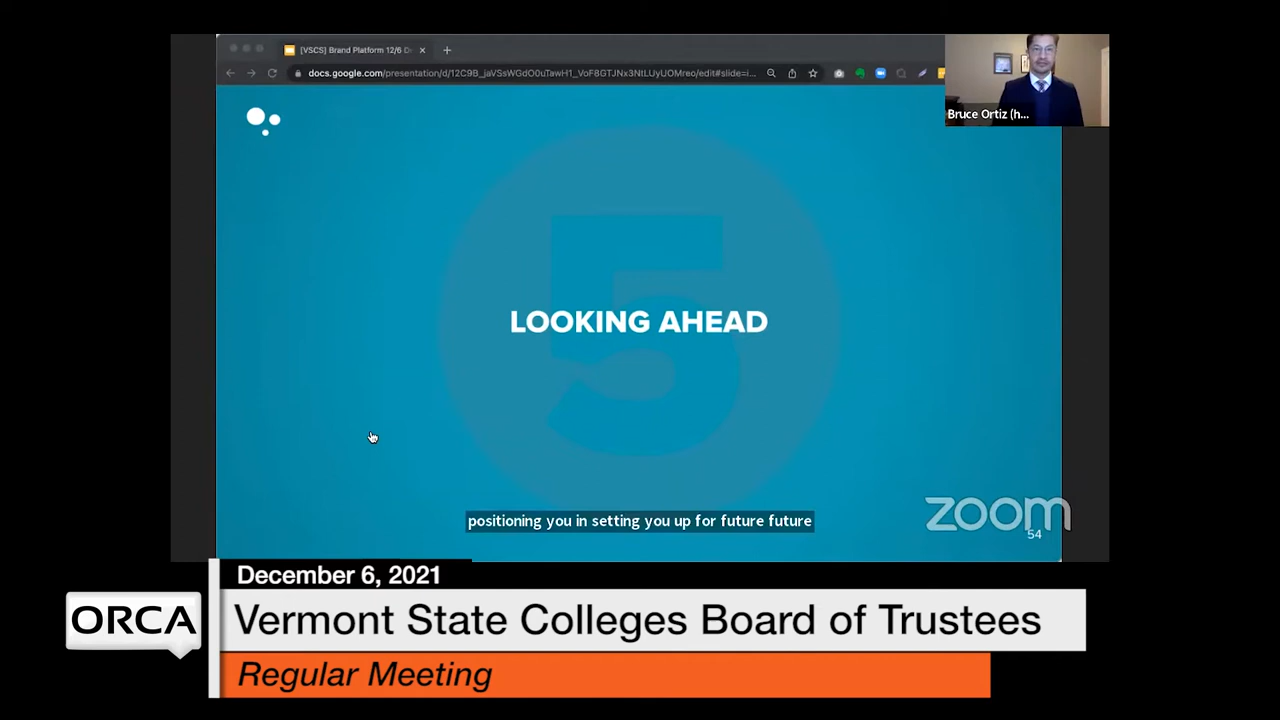 [VSCS] Brand Platform 12/6 D
docs.google.com/presentation/d/12C9B_jaVSsWGdO0uTawH1_VoF8GTJNx3NtLUyUOMreo/edit#slide=i...
Bruce Ortiz (h...
5
LOOKING AHEAD
positioning you in setting you up for future future
zoom
54
December 6, 2021
ORCA
Vermont State Colleges Board of Trustees
Regular Meeting